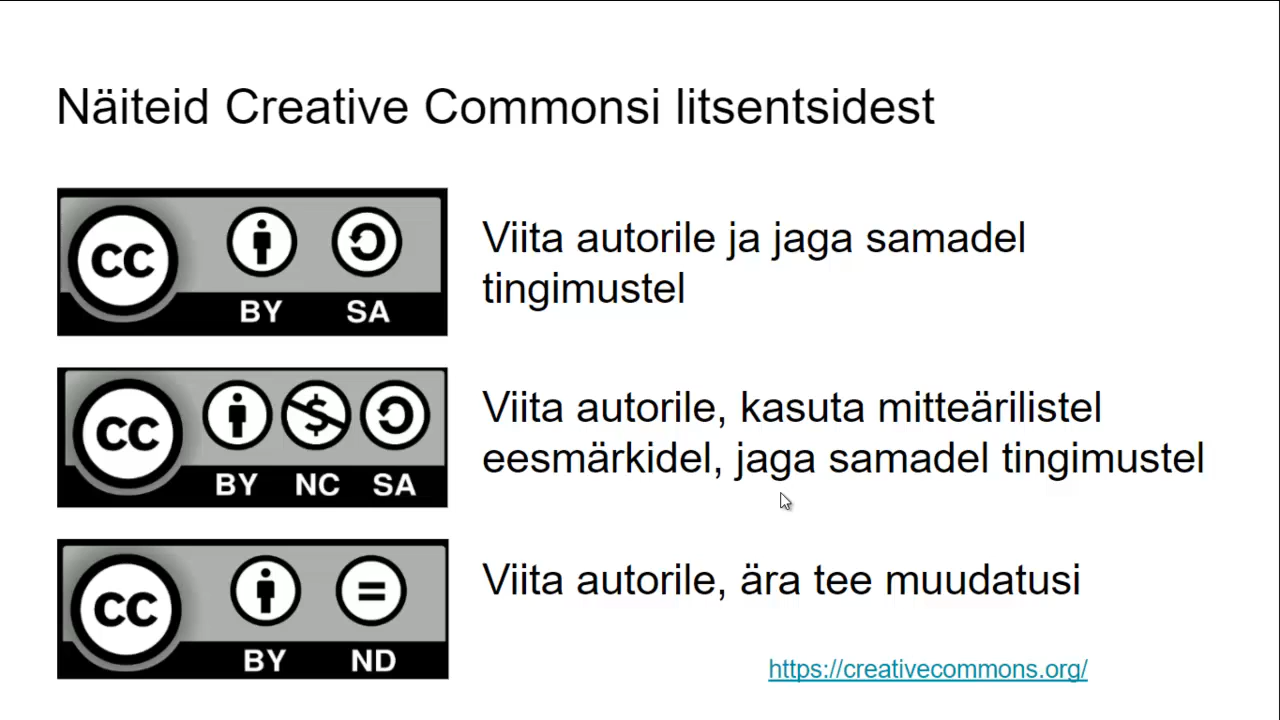 Näiteid Creative Commonsi litsentsidest
CC BY SA
Viita autorile ja jaga samadel
tingimustel
CC BY NC SA
Viita autorile, kasuta mitteärilistel
eesmärkidel, jaga samadel tingimustel
CC BY ND
Viita autorile, ära tee muudatusi
https://creativecommons.org/